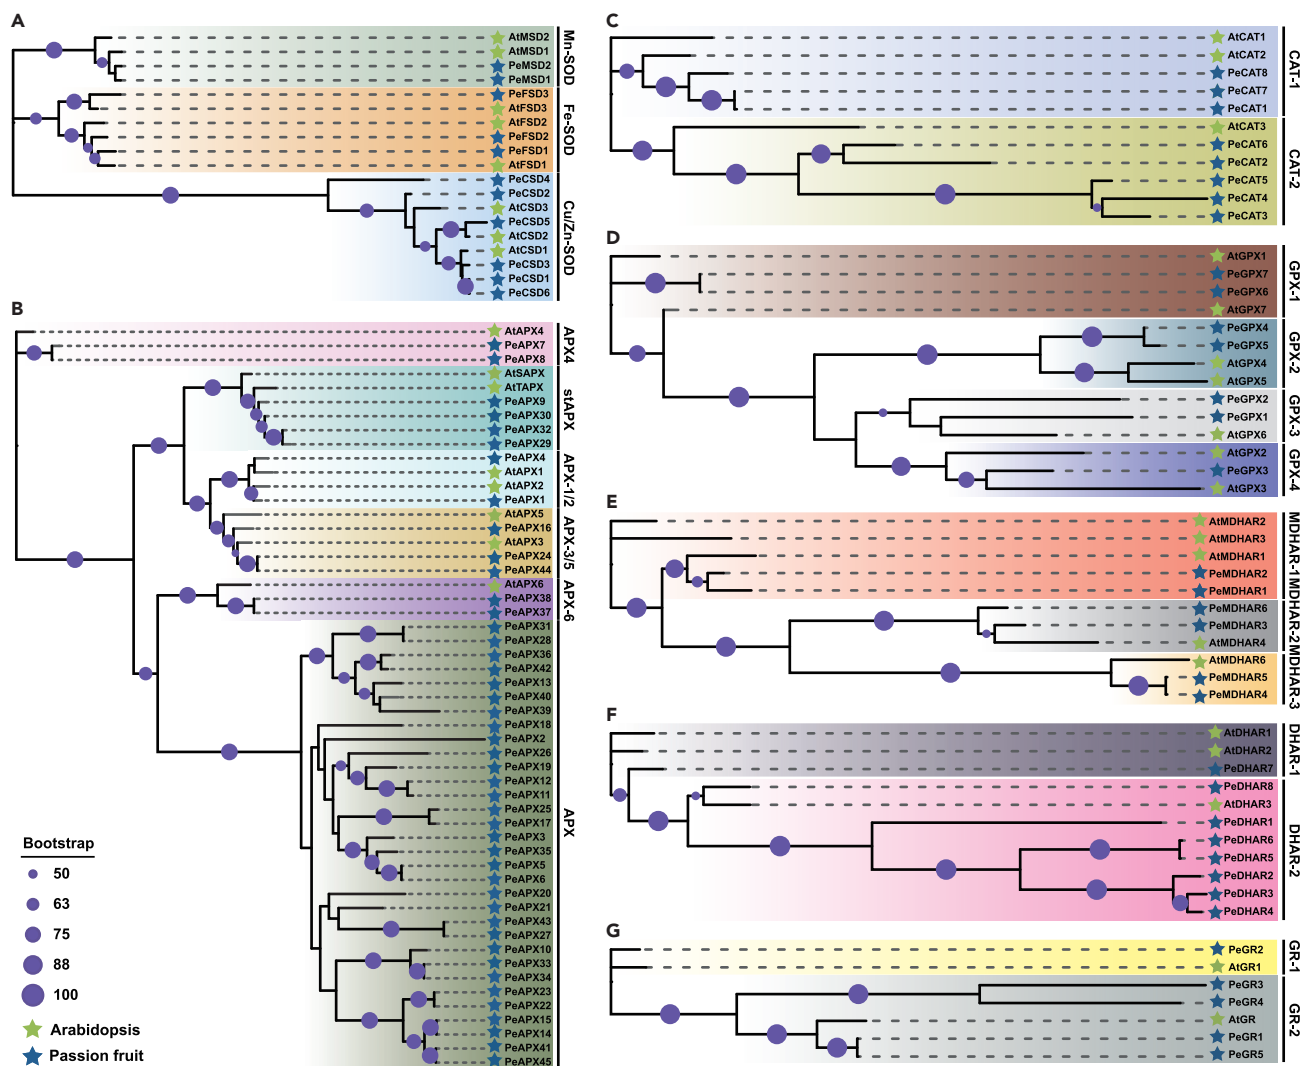 A
AtMSD2
AtMSD1
PeMSD2
PeMSD1
Mn-SOD
PeFSD3
AtFSD3
AtFSD2
PeFSD2
PeFSD1
AtFSD1
Fe-SOD
PeCSD4
PeCSD2
AtCSD3
PeCSD5
AtCSD2
AtCSD1
PeCSD3
PeCSD1
PeCSD6
Cu/Zn-SOD
B
AtAPX4
PeAPX7
PeAPX8
APX4
AtSAPX
AtTAPX
PeAPX9
PeAPX30
PeAPX32
PeAPX29
stAPX
PeAPX4
AtAPX1
AtAPX2
PeAPX1
APX-1/2
AtAPX5
PeAPX16
AtAPX3
PeAPX24
PeAPX44
APX-3/5
AtAPX6
PeAPX38
PeAPX37
APX-6
PeAPX31
PeAPX28
PeAPX36
PeAPX42
PeAPX13
PeAPX40
PeAPX39
PeAPX18
PeAPX2
PeAPX26
PeAPX19
PeAPX12
PeAPX11
PeAPX25
PeAPX17
PeAPX3
PeAPX35
PeAPX5
PeAPX6
PeAPX20
PeAPX21
PeAPX43
PeAPX27
PeAPX10
PeAPX33
PeAPX34
PeAPX23
PeAPX22
PeAPX15
PeAPX14
PeAPX41
PeAPX45
APX
Bootstrap
50
63
75
88
100
Arabidopsis
Passion fruit
C
AtCAT1
AtCAT2
PeCAT8
PeCAT7
PeCAT1
CAT-1
AtCAT3
PeCAT6
PeCAT2
PeCAT5
PeCAT4
PeCAT3
CAT-2
D
AtGPX1
PeGPX7
PeGPX6
AtGPX7
GPX-1
PeGPX4
PeGPX5
AtGPX4
AtGPX5
GPX-2
PeGPX2
PeGPX1
AtGPX6
GPX-3
AtGPX2
PeGPX3
AtGPX3
GPX-4
E
AtMDHAR2
AtMDHAR3
AtMDHAR1
PeMDHAR2
PeMDHAR1
MDHAR-1
PeMDHAR6
PeMDHAR3
AtMDHAR4
MDHAR-2
AtMDHAR6
PeMDHAR5
PeMDHAR4
MDHAR-3
F
AtDHAR1
AtDHAR2
PeDHAR7
DHAR-1
PeDHAR8
AtDHAR3
PeDHAR1
PeDHAR6
PeDHAR5
PeDHAR2
PeDHAR3
PeDHAR4
DHAR-2
G
PeGR2
AtGR1
GR-1
PeGR3
PeGR4
AtGR
PeGR1
PeGR5
GR-2